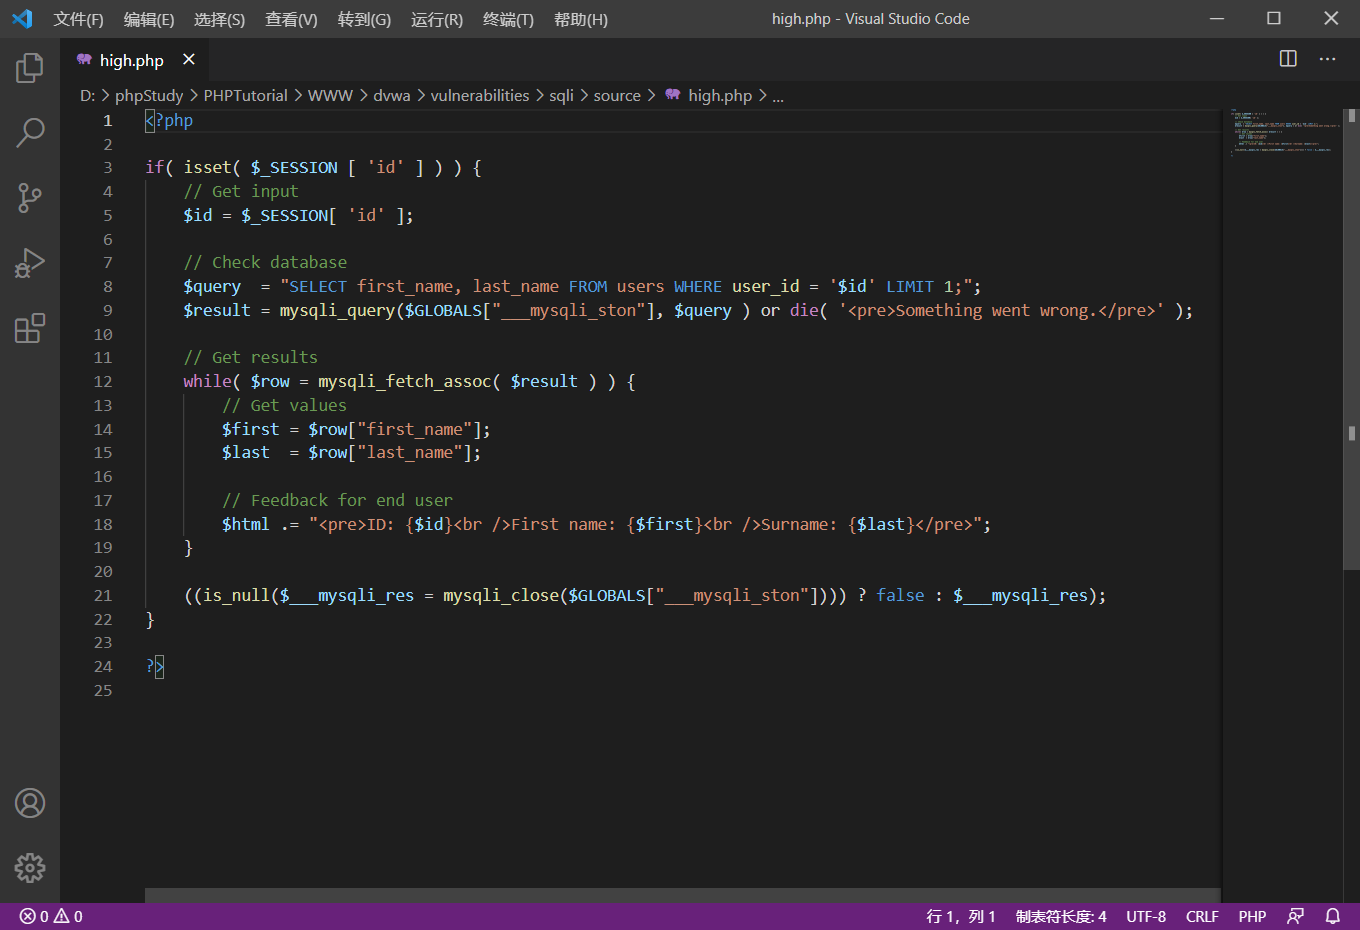 文件(F) 编辑(E) 选择(S) 查看(V) 转到(G) 运行(R) 终端(T) 帮助(H) high.php - Visual Studio Code
high.php
D: > phpStudy > PHPTutorial > WWW > dvwa > vulnerabilities > sqli > source > high.php > ...
1 <?php
2
3 if( isset( $_SESSION [ 'id' ] ) ) {
4     // Get input
5     $id = $_SESSION[ 'id' ];
6
7     // Check database
8     $query  = "SELECT first_name, last_name FROM users WHERE user_id = '$id' LIMIT 1;";
9     $result = mysqli_query($GLOBALS["___mysqli_ston"], $query ) or die( '<pre>Something went wrong.</pre>' );
10
11     // Get results
12     while( $row = mysqli_fetch_assoc( $result ) ) {
13         // Get values
14         $first = $row["first_name"];
15         $last  = $row["last_name"];
16
17         // Feedback for end user
18         $html .= "<pre>ID: {$id}<br />First name: {$first}<br />Surname: {$last}</pre>";
19     }
20
21     ((is_null($___mysqli_res = mysqli_close($GLOBALS["___mysqli_ston"]))) ? false : $___mysqli_res);
22 }
23
24 ?>
25
0 0 行 1，列 1 制表符长度: 4 UTF-8 CRLF PHP